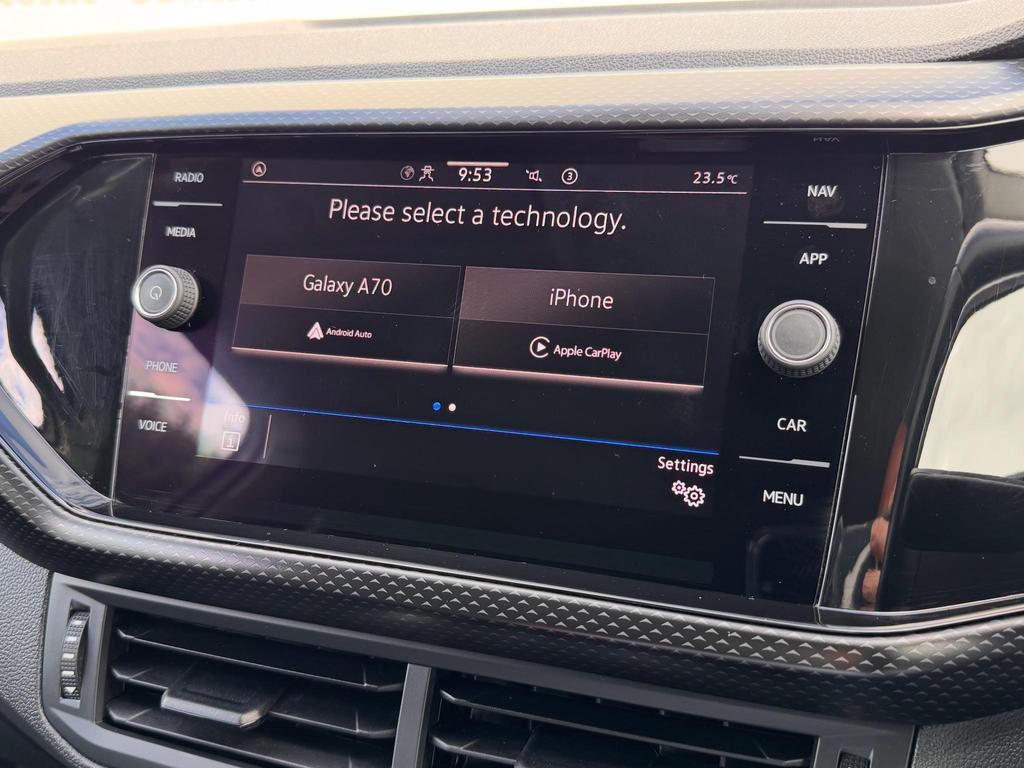 RADIO
MEDIA
PHONE
VOICE
9:53
3
23.5°C
Please select a technology.
Galaxy A70
Android Auto
iPhone
Apple CarPlay
Info
i
Settings
NAV
APP
CAR
MENU